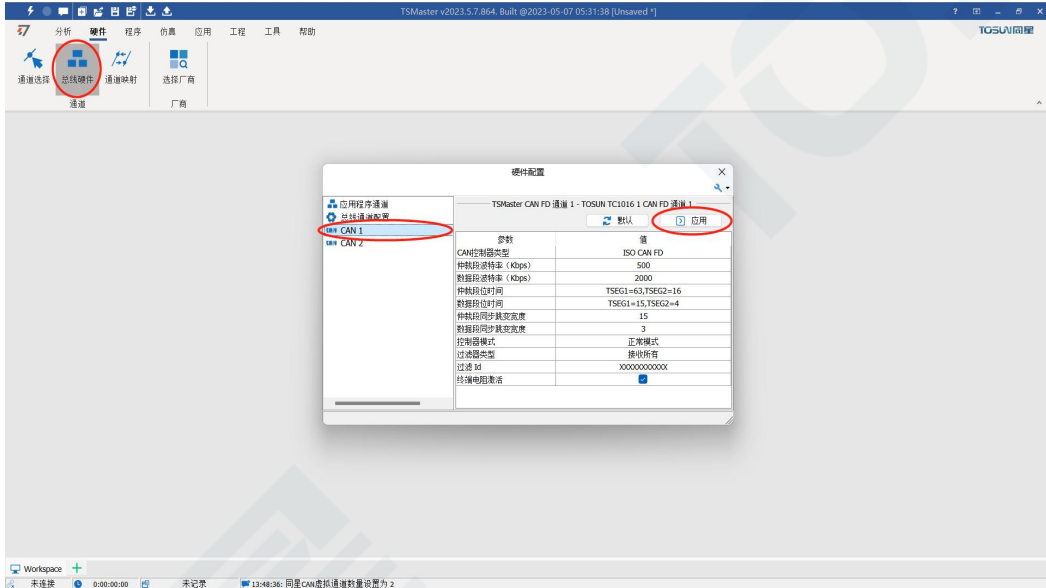 TSMaster v2023.5.7.864. Built @2023-05-07 05:31:38 [Unsaved *]
分析 硬件 程序 仿真 应用 工程 工具 帮助
TOSUN同星
通道选择 总线硬件 通道映射 选择厂商
通道 厂商
硬件配置
应用程序通道
总线通道配置
CAN 1
CAN 2
TSMaster CAN FD 通道 1 - TOSUN TC1016 1 CAN FD 通道 1
默认 应用
参数 值
CAN控制器类型 ISO CAN FD
仲裁段波特率（Kbps） 500
数据段波特率（Kbps） 2000
仲裁段位时间 TSEG1=63,TSEG2=16
数据段位时间 TSEG1=15,TSEG2=4
仲裁段同步跳变宽度 15
数据段同步跳变宽度 3
控制器模式 正常模式
过滤器类型 接收所有
过滤 Id XXXXXXXXXXX
终端电阻激活
Workspace
未连接 0:00:00:00 未记录 13:48:36: 同星CAN虚拟通道数量设置为 2